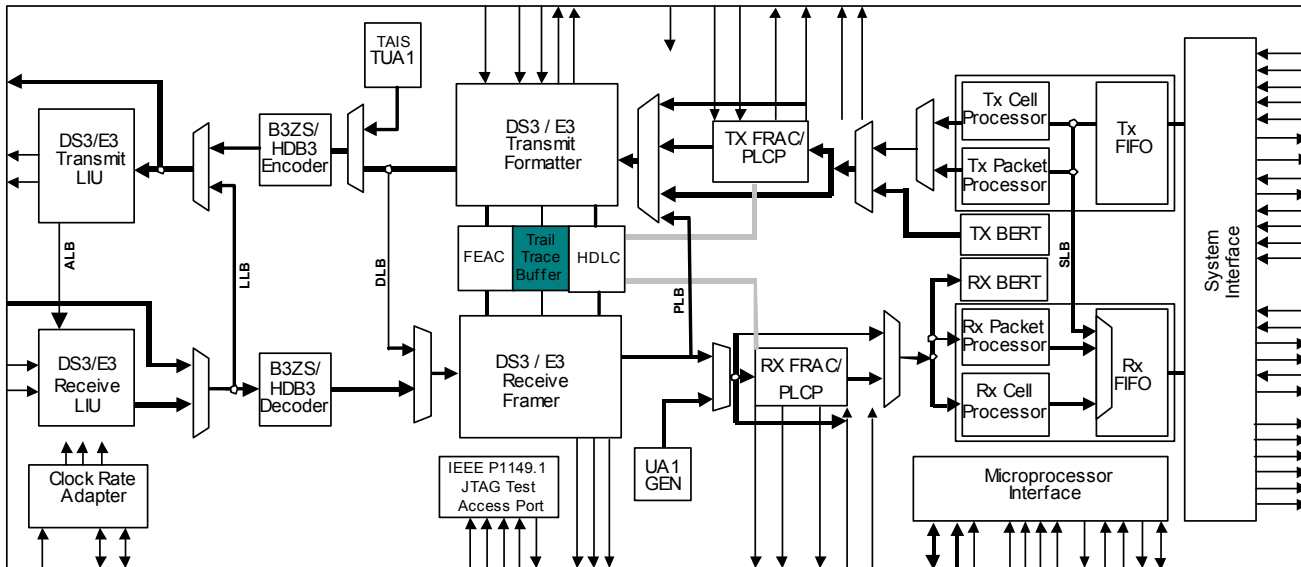 TAIS
TUA1
DS3/E3
Transmit
LIU
B3ZS/
HDB3
Encoder
DS3 / E3
Transmit
Formatter
TX FRAC/
PLCP
Tx Cell
Processor
Tx Packet
Processor
Tx
FIFO
TX BERT
RX BERT
System
Interface
ALB
LLB
DLB
FEAC
Trail
Trace
Buffer
HDLC
PLB
SLB
DS3/E3
Receive
LIU
B3ZS/
HDB3
Decoder
DS3 / E3
Receive
Framer
RX FRAC/
PLCP
Rx Packet
Processor
Rx Cell
Processor
Rx
FIFO
UA1
GEN
Clock Rate
Adapter
IEEE P1149.1
JTAG Test
Access Port
Microprocessor
Interface